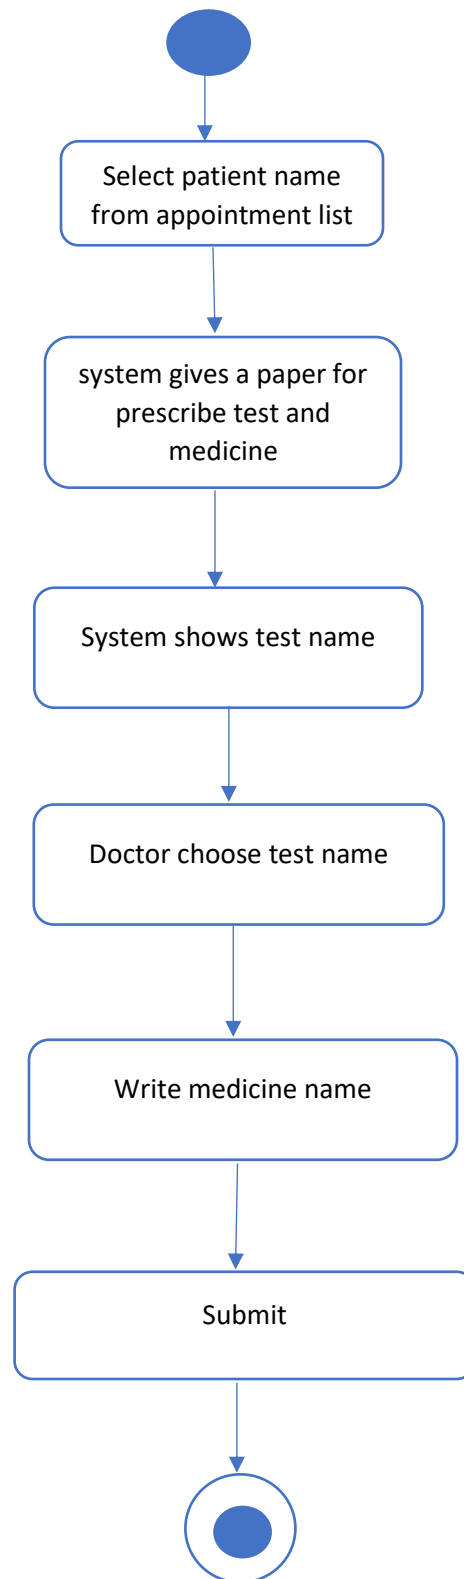 Select patient name
from appointment list
system gives a paper for
prescribe test and
medicine
System shows test name
Doctor choose test name
Write medicine name
Submit